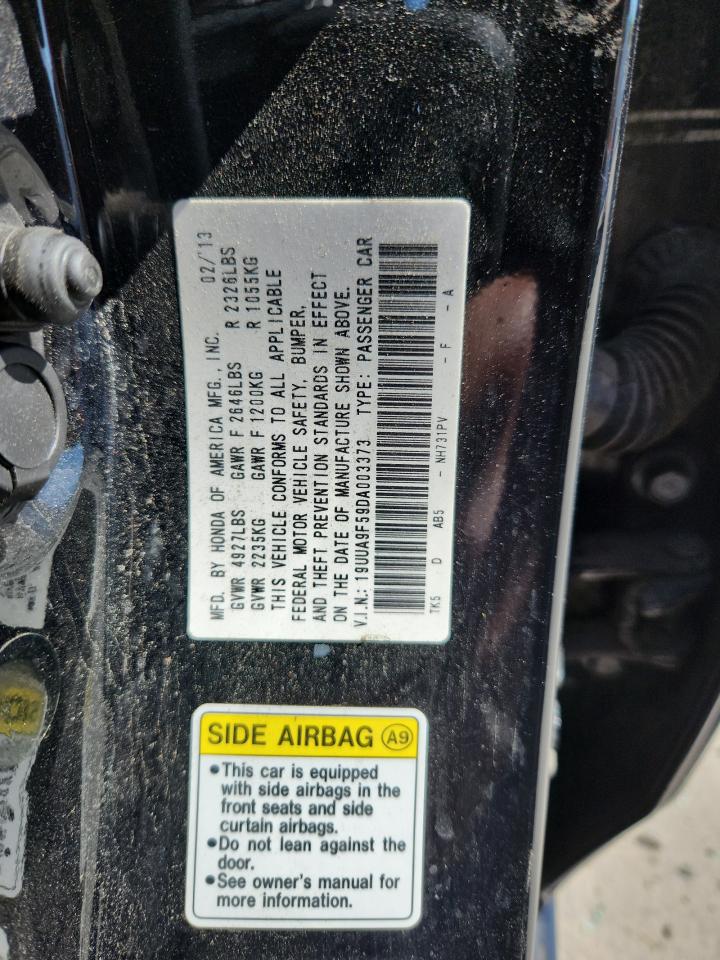 MFD. BY HONDA OF AMERICA MFG., INC. 02/13
GVWR 4927LBS GAWR F 2646LBS R 2326LBS
GVWR 2235KG GAWR F 1200KG R 1055KG
THIS VEHICLE CONFORMS TO ALL APPLICABLE
FEDERAL MOTOR VEHICLE SAFETY, BUMPER,
AND THEFT PREVENTION STANDARDS IN EFFECT
ON THE DATE OF MANUFACTURE SHOWN ABOVE.
V.I.N.: 19UUA9F59DA003373 TYPE: PASSENGER CAR
TK5 D AB5 - NH731PV - F - A
SIDE AIRBAG A9
•This car is equipped
with side airbags in the
front seats and side
curtain airbags.
•Do not lean against the
door.
•See owner's manual for
more information.